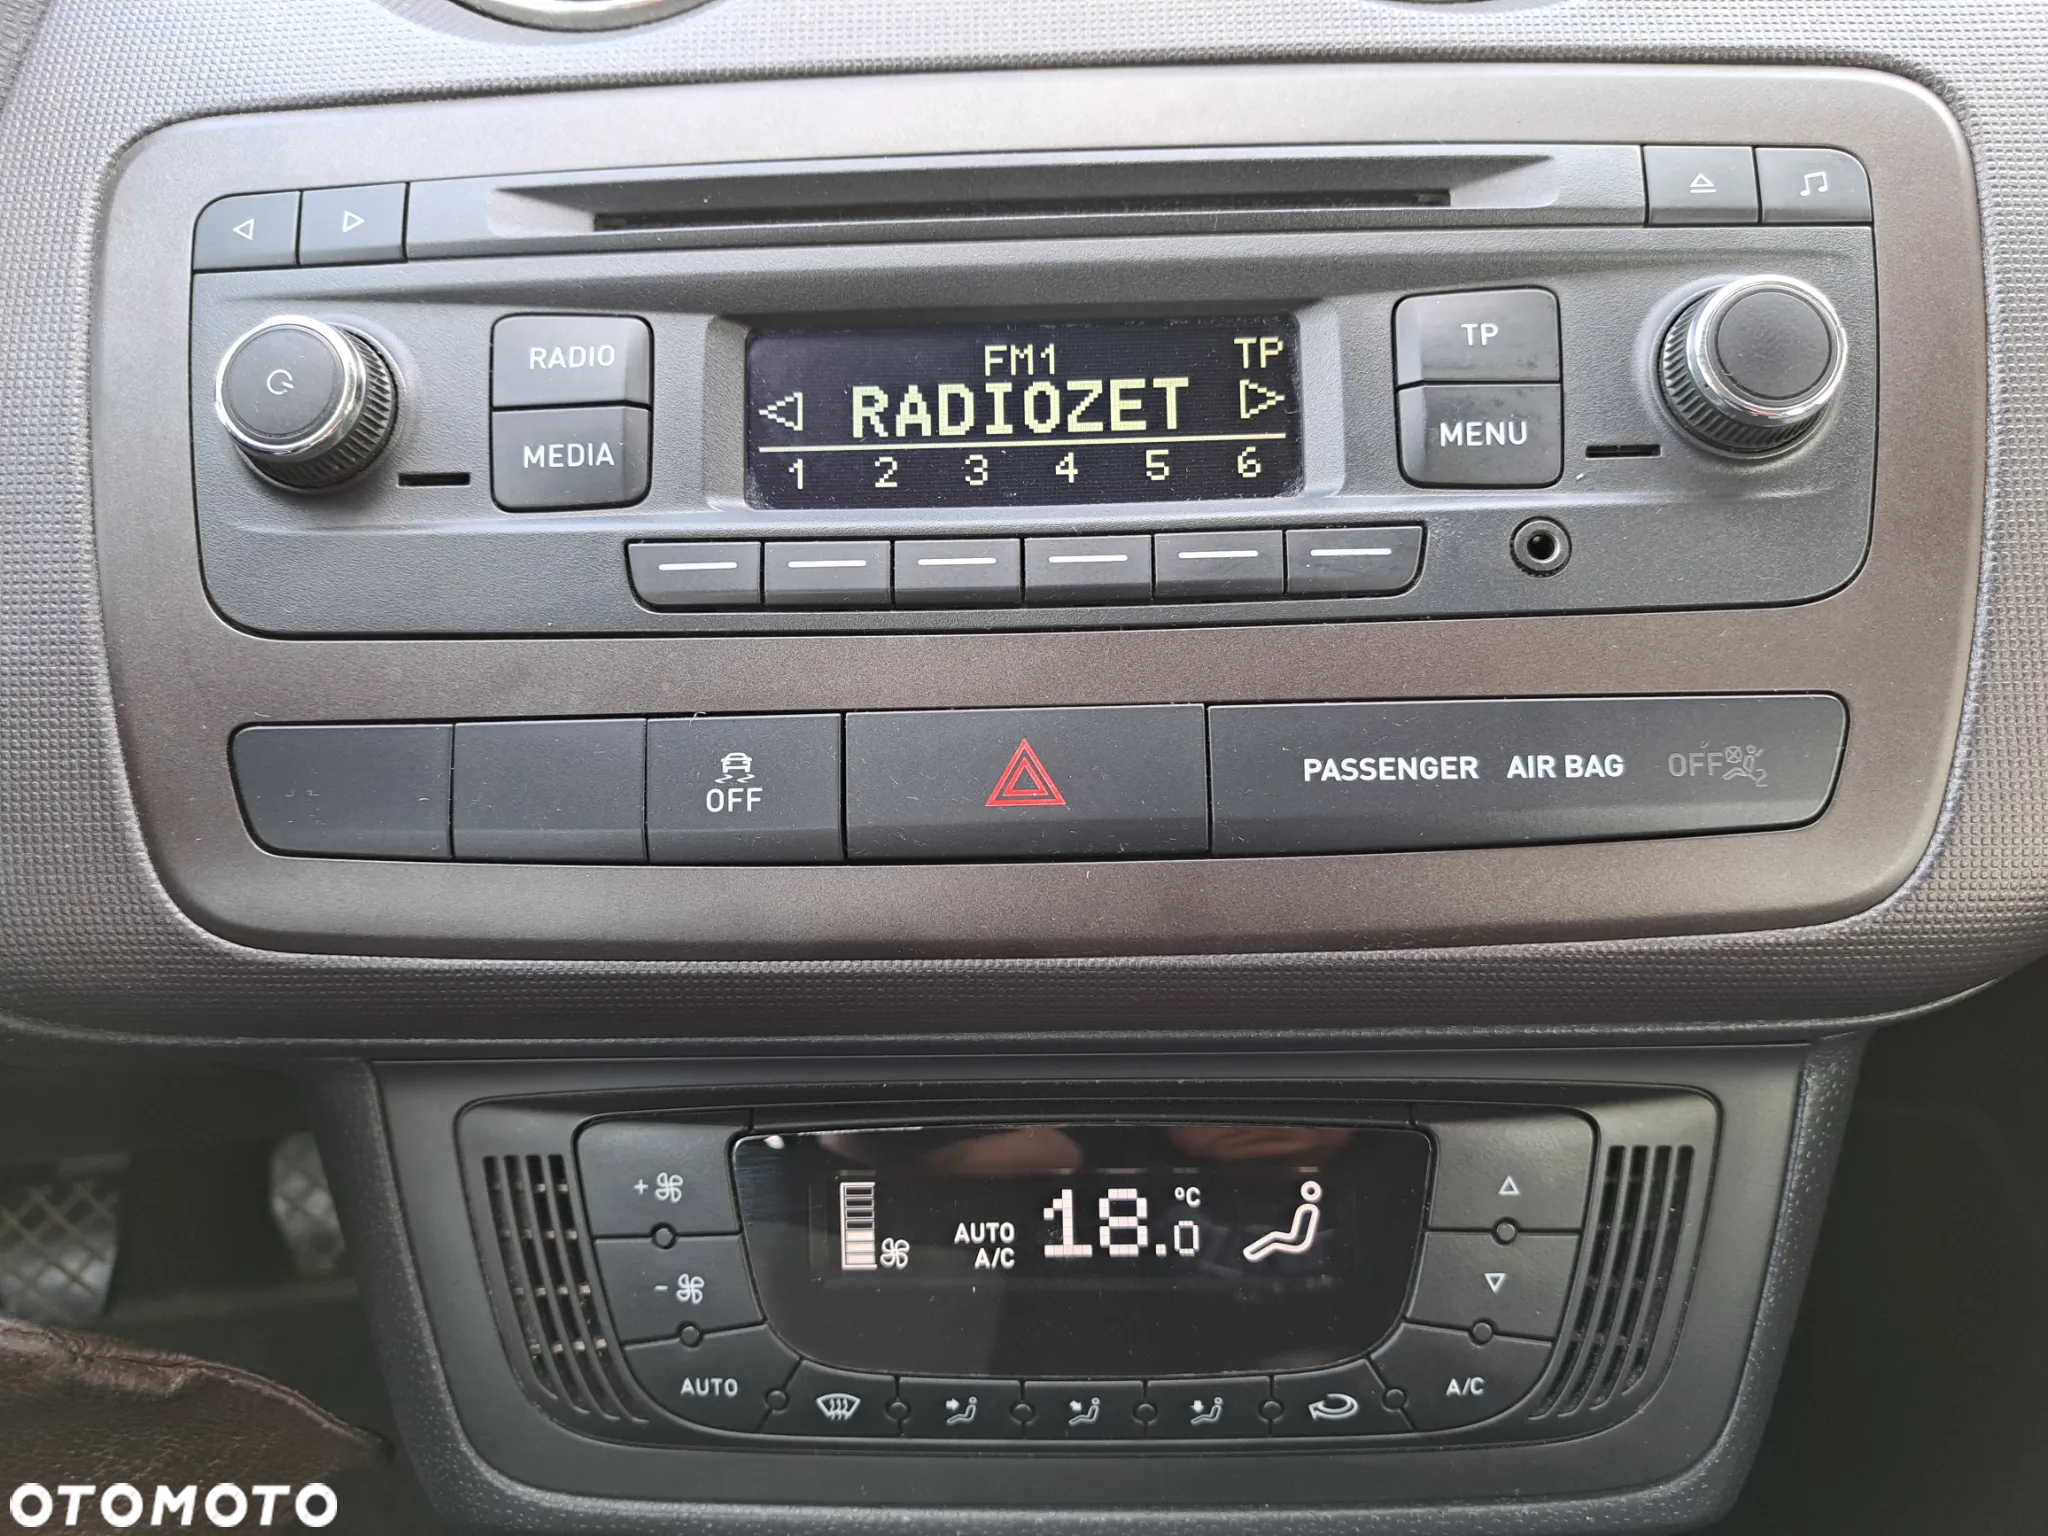 FM1 TP
RADIO
RADIOZET
TP
MEDIA
MENU
1 2 3 4 5 6
OFF
PASSENGER AIR BAG OFF
AUTO
A/C
18.0 °C
AUTO
A/C
OTOMOTO